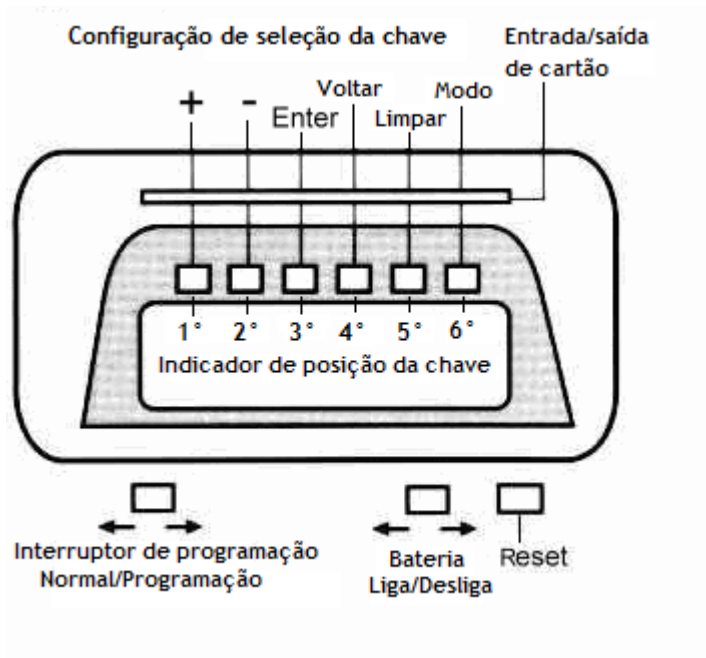 Configuração de seleção da chave
Entrada/saída
de cartão
+ - Enter Voltar Limpar Modo
1° 2° 3° 4° 5° 6°
Indicador de posição da chave
Interruptor de programação
Normal/Programação
Bateria
Liga/Desliga
Reset